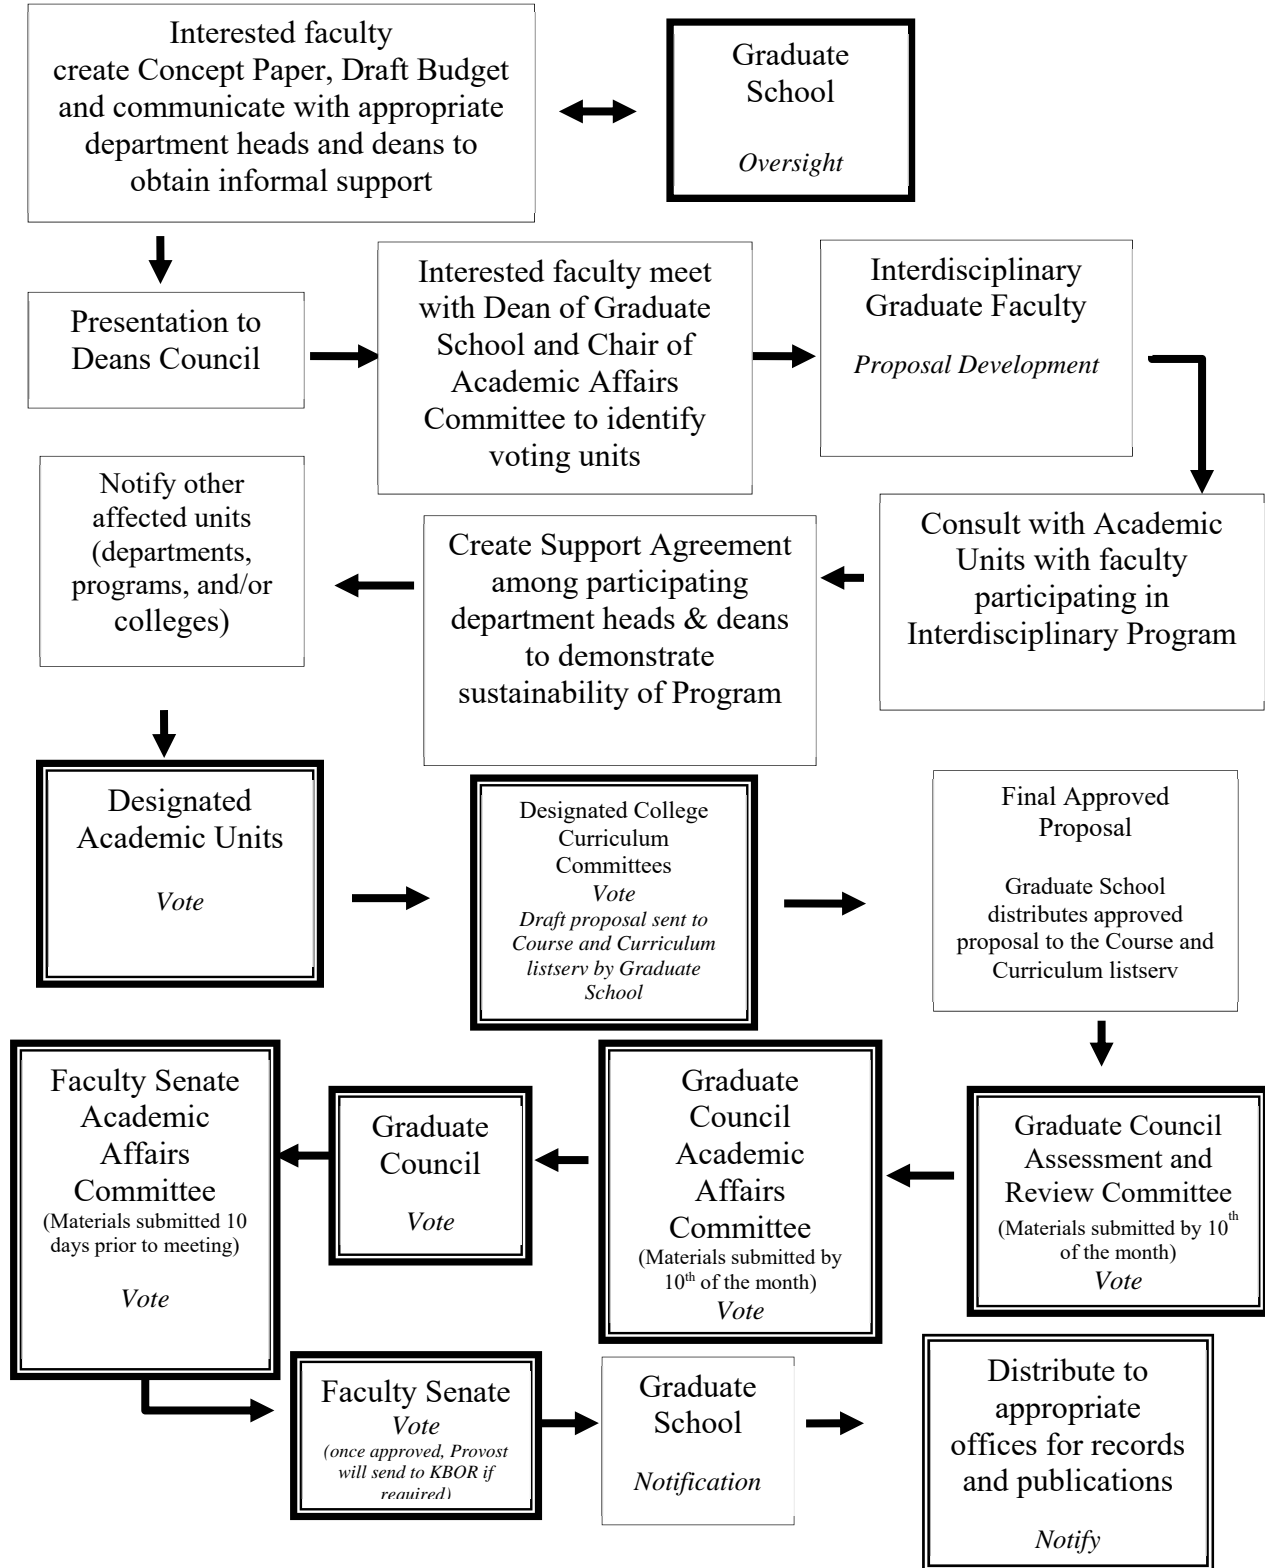 Interested faculty
create Concept Paper, Draft Budget
and communicate with appropriate
department heads and deans to
obtain informal support
Graduate
School
Oversight
Presentation to
Deans Council
Interested faculty meet
with Dean of Graduate
School and Chair of
Academic Affairs
Committee to identify
voting units
Interdisciplinary
Graduate Faculty
Proposal Development
Notify other
affected units
(departments,
programs, and/or
colleges)
Create Support Agreement
among participating
department heads & deans
to demonstrate
sustainability of Program
Consult with Academic
Units with faculty
participating in
Interdisciplinary Program
Designated
Academic Units
Vote
Designated College
Curriculum
Committees
Vote
Draft proposal sent to
Course and Curriculum
listserv by Graduate
School
Final Approved
Proposal
Graduate School
distributes approved
proposal to the Course and
Curriculum listserv
Faculty Senate
Academic
Affairs
Committee
(Materials submitted 10
days prior to meeting)
Vote
Graduate
Council
Vote
Graduate
Council
Academic
Affairs
Committee
(Materials submitted by
10th of the month)
Vote
Graduate Council
Assessment and
Review Committee
(Materials submitted by 10th
of the month)
Vote
Faculty Senate
Vote
(once approved, Provost
will send to KBOR if
required)
Graduate
School
Notification
Distribute to
appropriate
offices for records
and publications
Notify